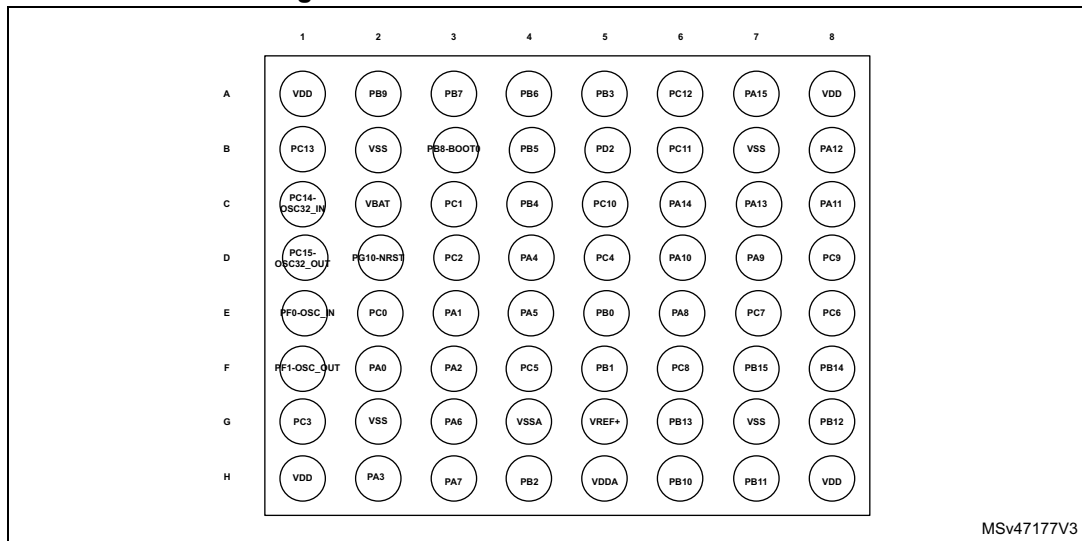 1 2 3 4 5 6 7 8
A VDD PB9 PB7 PB6 PB3 PC12 PA15 VDD
B PC13 VSS PB8-BOOT0 PB5 PD2 PC11 VSS PA12
C PC14-OSC32_IN VBAT PC1 PB4 PC10 PA14 PA13 PA11
D PC15-OSC32_OUT PG10-NRST PC2 PA4 PC4 PA10 PA9 PC9
E PF0-OSC_IN PC0 PA1 PA5 PB0 PA8 PC7 PC6
F PF1-OSC_OUT PA0 PA2 PC5 PB1 PC8 PB15 PB14
G PC3 VSS PA6 VSSA VREF+ PB13 VSS PB12
H VDD PA3 PA7 PB2 VDDA PB10 PB11 VDD
MSv47177V3